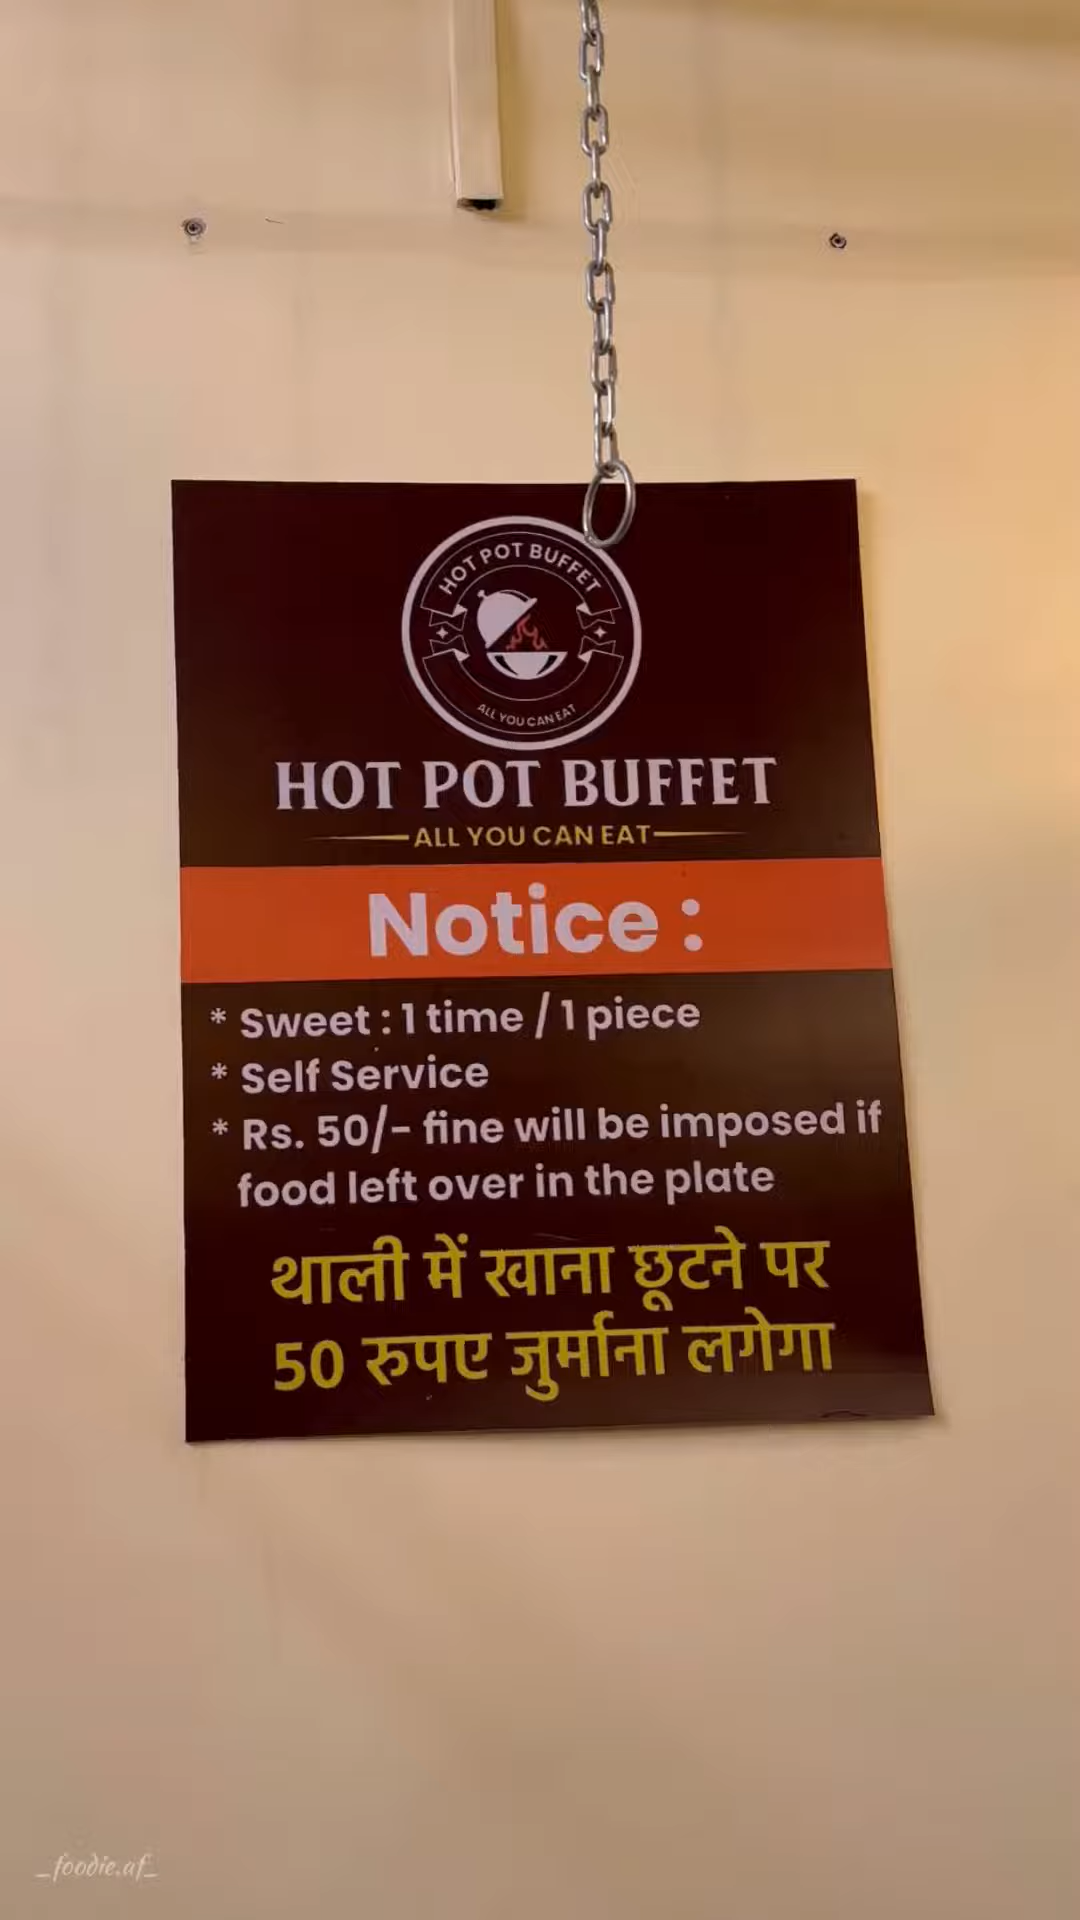 HOT POT BUFFET
ALL YOU CAN EAT
HOT POT BUFFET
ALL YOU CAN EAT
Notice :
* Sweet : 1 time / 1 piece
* Self Service
* Rs. 50/- fine will be imposed if
food left over in the plate
थाली में खाना छूटने पर
50 रुपए जुर्माना लगेगा
_foodie.af_